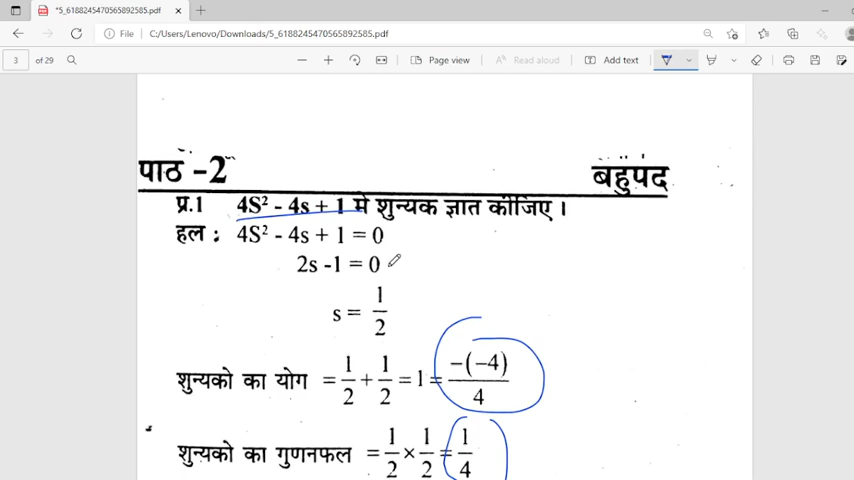 *5_6188245470565892585.pdf
File C:/Users/Lenovo/Downloads/5_6188245470565892585.pdf
3 of 29 Page view Read aloud Add text
पाठ -2 बहुपद
प्र.1 4S² - 4s + 1 मे शुन्यक ज्ञात कीजिए ।
हल : 4S² - 4s + 1 = 0
2s -1 = 0
s = 1/2
शुन्यको का योग = 1/2 + 1/2 = 1 = -(-4)/4
शुन्यको का गुणनफल = 1/2 × 1/2 = 1/4